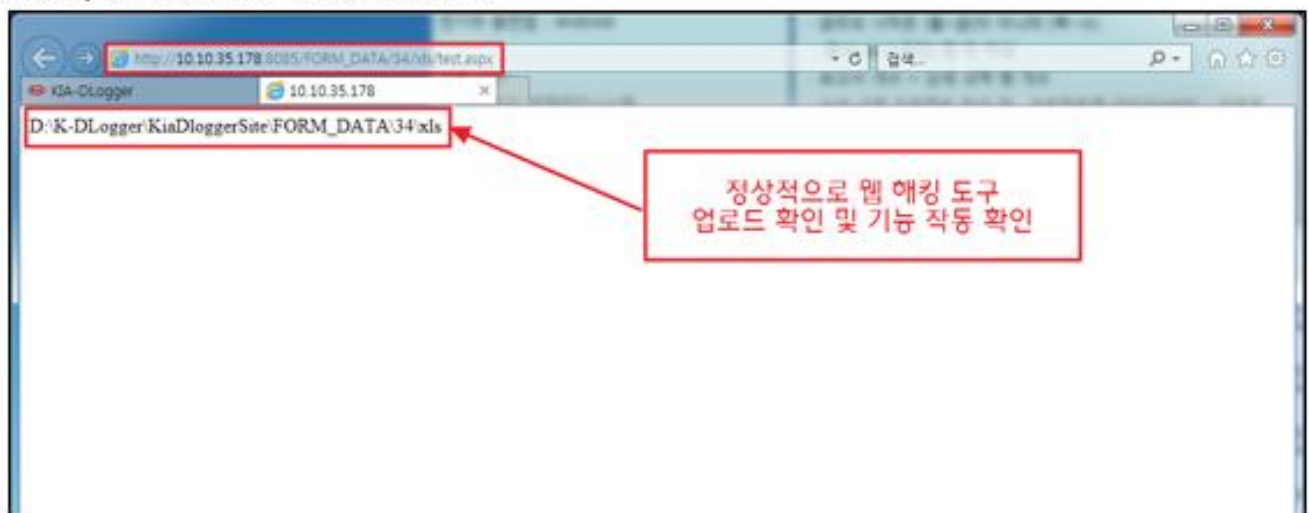 http://10.10.35.178:8085/FORM_DATA/34/xls/test.aspx
검색...
KIA-DLogger
10.10.35.178
D:\K-DLogger\KiaDloggerSite\FORM_DATA\34\xls
정상적으로 웹 해킹 도구
업로드 확인 및 기능 작동 확인